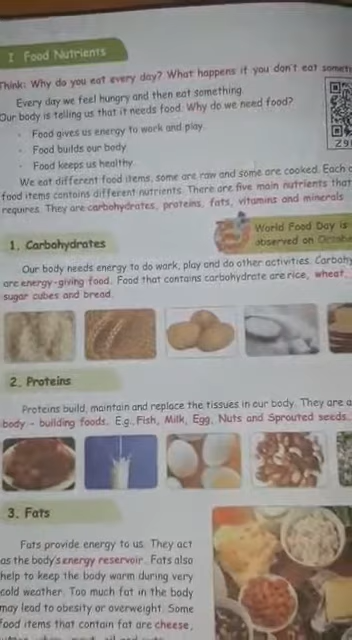 I Food Nutrients
Think: Why do you eat every day? What happens if you don't eat
Every day we feel hungry and then eat something
Our body is telling us that it needs food. Why do we need food?
- Food gives us energy to work and play
- Food builds our body
- Food keeps us healthy
We eat different food items, some are raw and some are cooked. Each
food items contains different nutrients. There are five main nutrients that
requires. They are carbohydrates, proteins, fats, vitamins and minerals
World Food Day is
observed on
1. Carbohydrates
Our body needs energy to do work, play and do other activities.
are energy-giving food. Food that contains carbohydrate are rice, wheat,
sugar cubes and bread.
2. Proteins
Proteins build, maintain and replace the tissues in our body. They are
body - building foods. E.g. Fish, Milk, Egg, Nuts and Sprouted seeds.
3. Fats
Fats provide energy to us. They act
as the body's energy reservoir. Fats also
help to keep the body warm during very
cold weather. Too much fat in the body
may lead to obesity or overweight. Some
food items that contain fat are cheese,